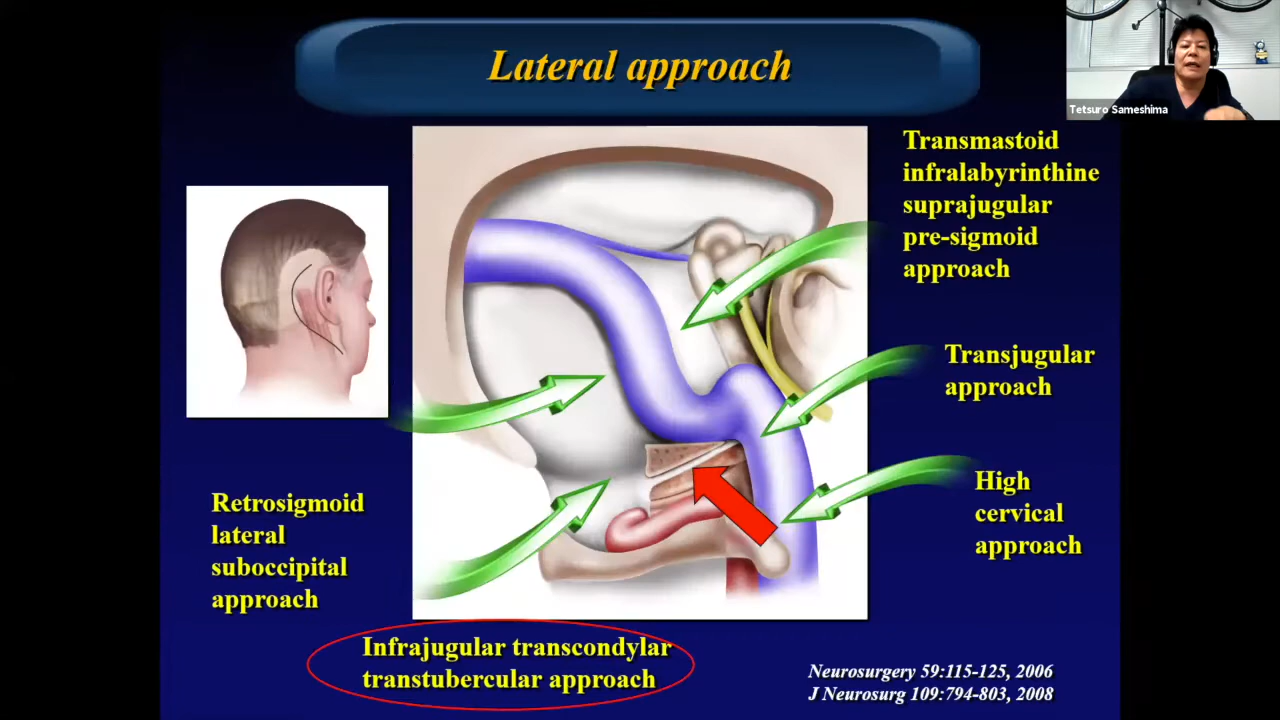 Lateral approach
Tetsuro Sameshima
Transmastoid
infralabyrinthine
suprajugular
pre-sigmoid
approach
Transjugular
approach
High
cervical
approach
Retrosigmoid
lateral
suboccipital
approach
Infrajugular transcondylar
transtubercular approach
Neurosurgery 59:115-125, 2006
J Neurosurg 109:794-803, 2008